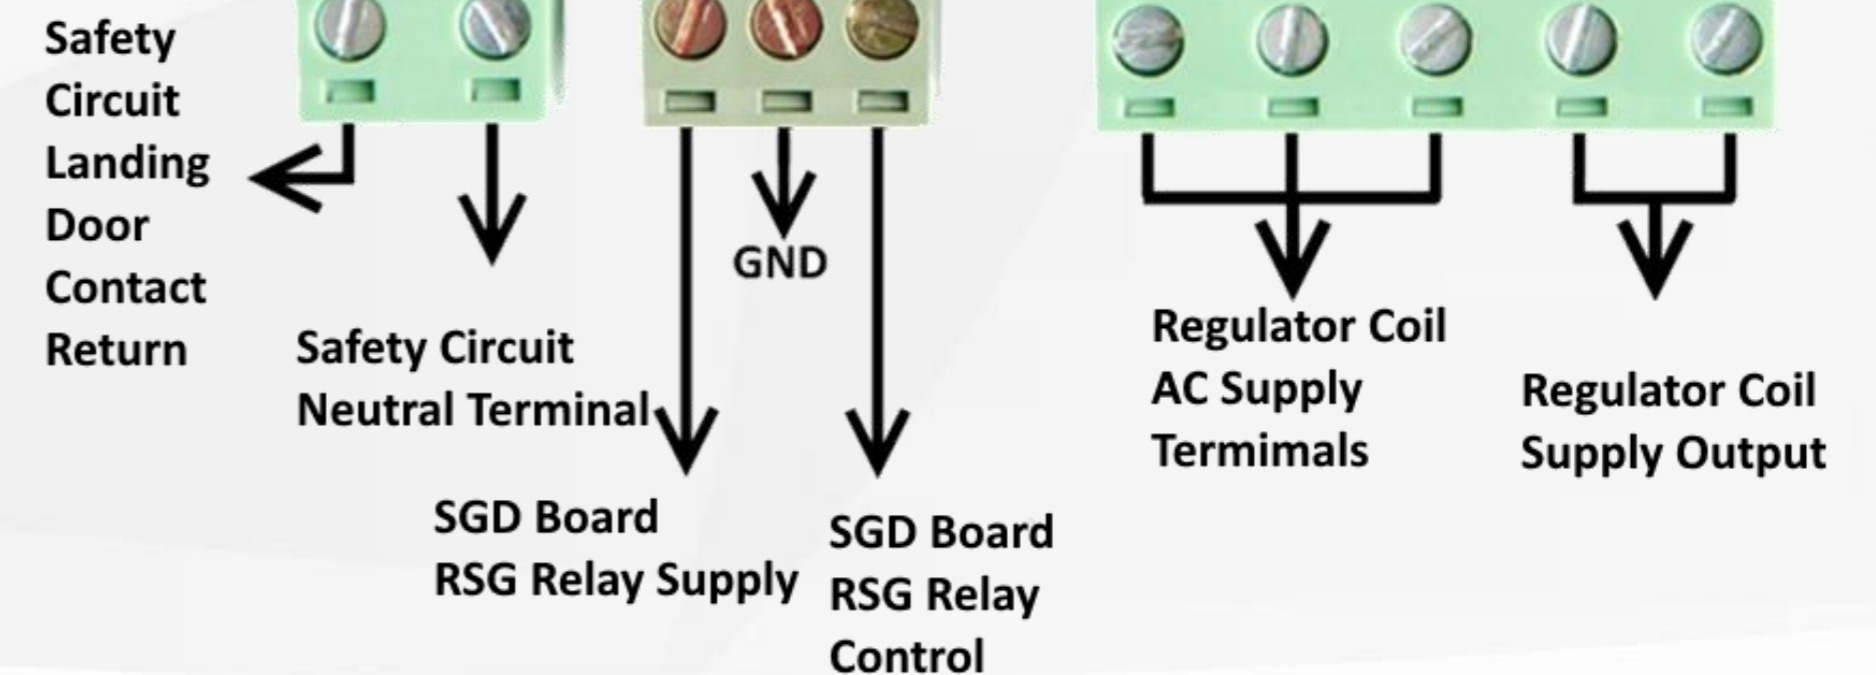 Safety
Circuit
Landing
Door
Contact
Return
Safety Circuit
Neutral Terminal
GND
SGD Board
RSG Relay Supply
SGD Board
RSG Relay
Control
Regulator Coil
AC Supply
Termimals
Regulator Coil
Supply Output